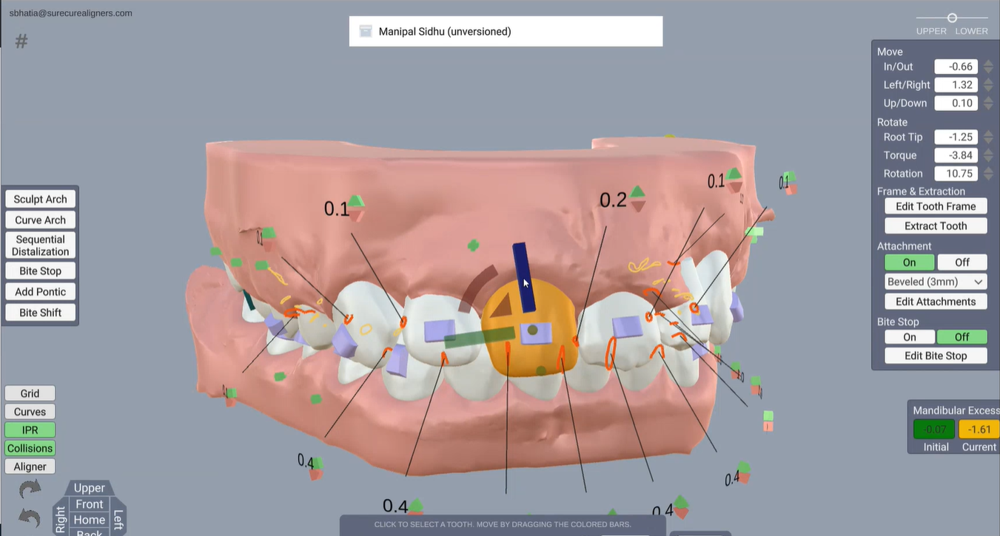 sbhatia@surecurealigners.com
#
Manipal Sidhu (unversioned)
UPPER LOWER
Move
In/Out -0.66
Left/Right 1.32
Up/Down 0.10
Rotate
Root Tip -1.25
Torque -3.84
Rotation 10.75
Frame & Extraction
Edit Tooth Frame
Extract Tooth
Attachment
On Off
Beveled (3mm)
Edit Attachments
Bite Stop
On Off
Edit Bite Stop
Mandibular Excess
-0.07 -1.61
Initial Current
Sculpt Arch
Curve Arch
Sequential
Distalization
Bite Stop
Add Pontic
Bite Shift
0.1
0.1
0.2
0.1
0.1
0.4
0.4
0.4
0.4
Grid
Curves
IPR
Collisions
Aligner
Upper
Right
Front
Home
Left
Back
CLICK TO SELECT A TOOTH. MOVE BY DRAGGING THE COLORED BARS.